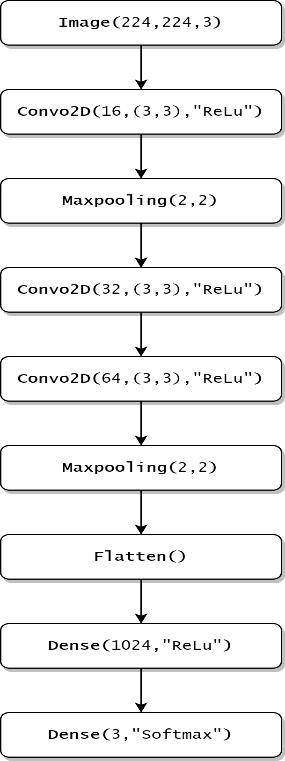 Image(224,224,3)
Convo2D(16,(3,3),"ReLu")
Maxpooling(2,2)
Convo2D(32,(3,3),"ReLu")
Convo2D(64,(3,3),"ReLu")
Maxpooling(2,2)
Flatten()
Dense(1024,"ReLu")
Dense(3,"Softmax")